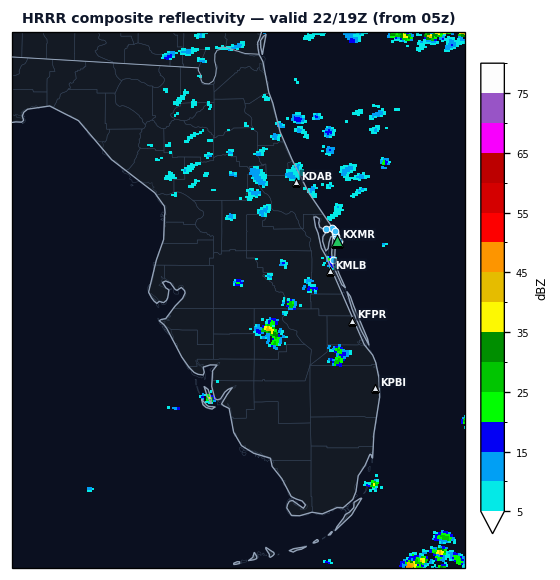 HRRR composite reflectivity — valid 22/19Z (from 05z)
KDAB
KXMR
KMLB
KFPR
KPBI
75
65
55
45
35
25
15
5
dBZ